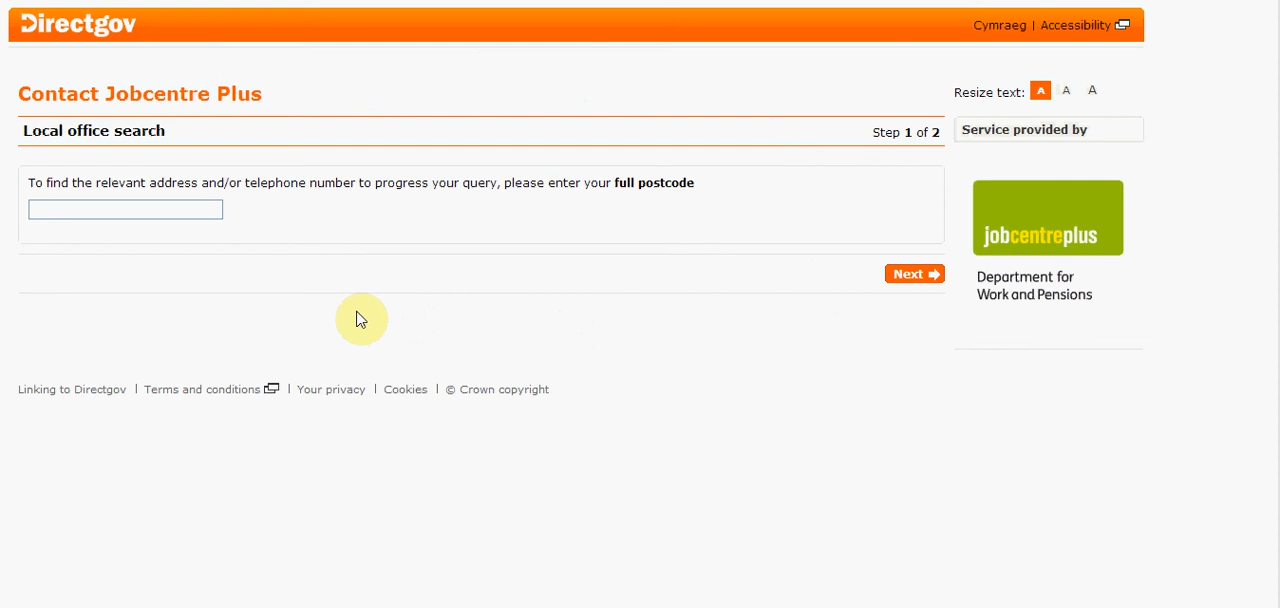 Directgov
Cymraeg | Accessibility
Contact Jobcentre Plus
Resize text: A A A
Local office search
Step 1 of 2
Service provided by
To find the relevant address and/or telephone number to progress your query, please enter your full postcode
jobcentreplus
Next
Department for
Work and Pensions
Linking to Directgov | Terms and conditions | Your privacy | Cookies | © Crown copyright